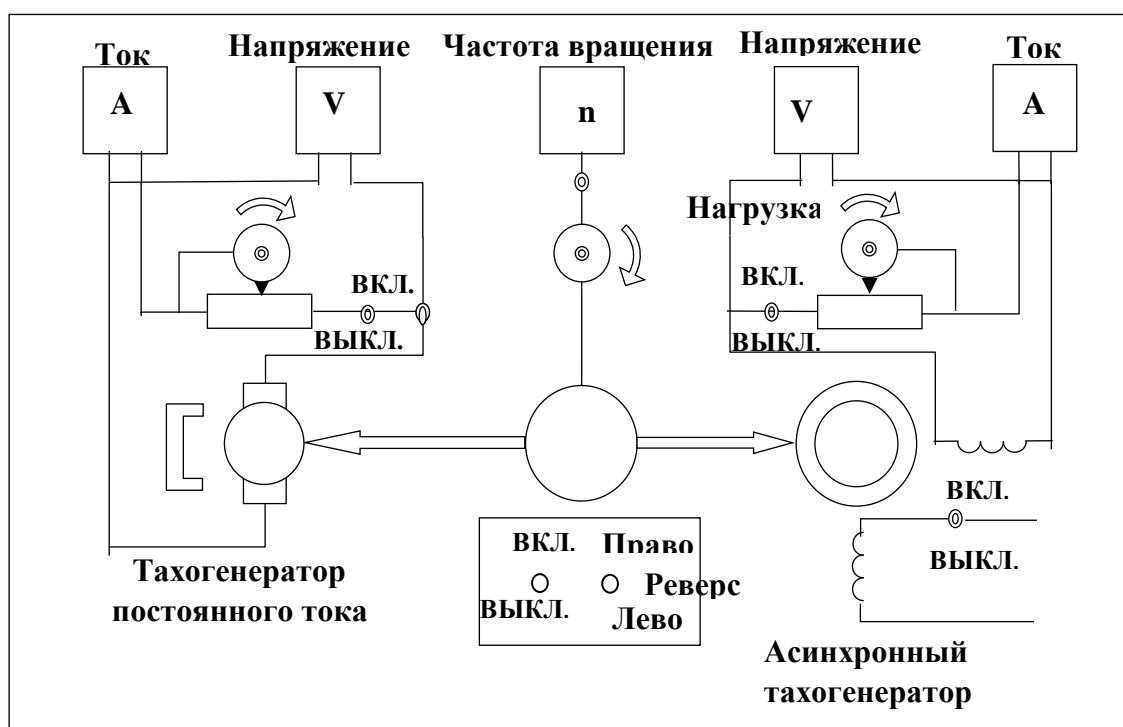 Ток
Напряжение
Частота вращения
Напряжение
Ток
A
V
n
V
A
Нагрузка
ВКЛ.
ВЫКЛ.
ВКЛ.
ВЫКЛ.
ВКЛ.
ВЫКЛ.
ВКЛ. Право
Реверс
ВЫКЛ. Лево
Тахогенератор
постоянного тока
Асинхронный
тахогенератор